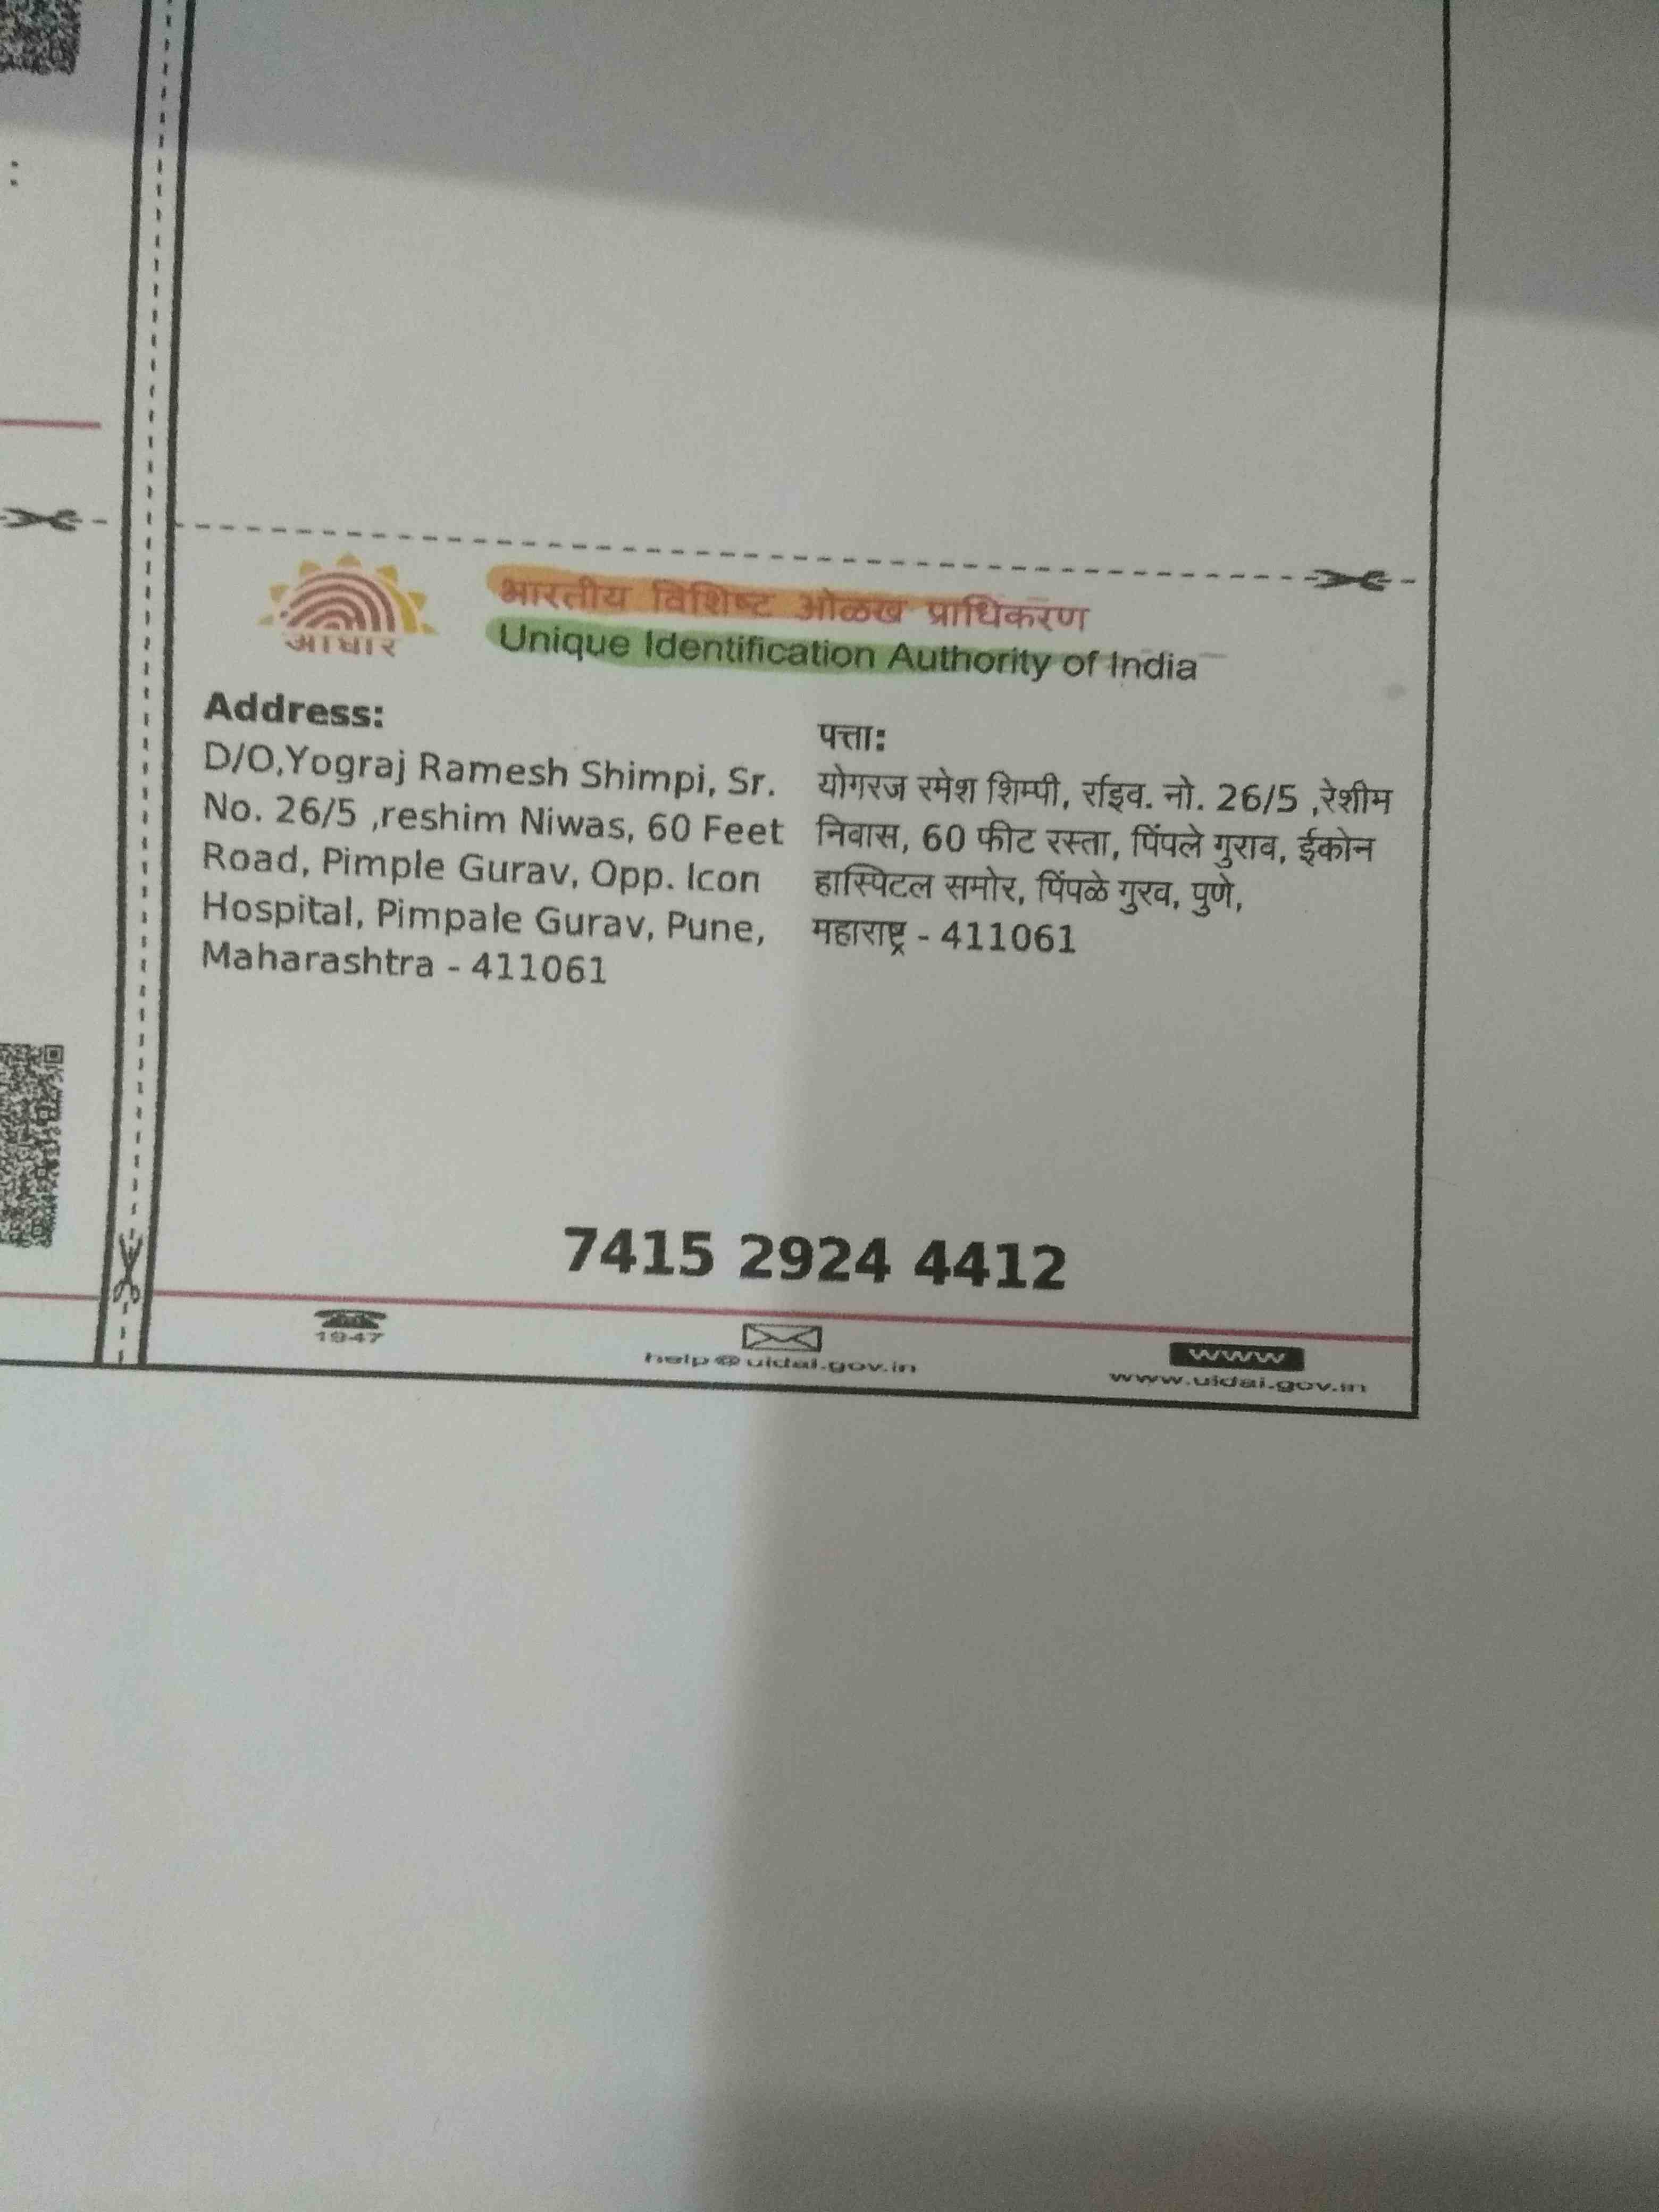 :
आधार
भारतीय विशिष्ट ओळख प्राधिकरण
Unique Identification Authority of India
Address:
D/O,Yograj Ramesh Shimpi, Sr.
No. 26/5 ,reshim Niwas, 60 Feet
Road, Pimple Gurav, Opp. Icon
Hospital, Pimpale Gurav, Pune,
Maharashtra - 411061
पत्ता:
योगरज रमेश शिम्पी, र्राइव. नो. 26/5 ,रेशीम
निवास, 60 फीट रस्ता, पिंपले गुराव, ईकोन
हास्पिटल समोर, पिंपळे गुरव, पुणे,
महाराष्ट्र - 411061
7415 2924 4412
1947
help@uidai.gov.in
www
www.uidai.gov.in